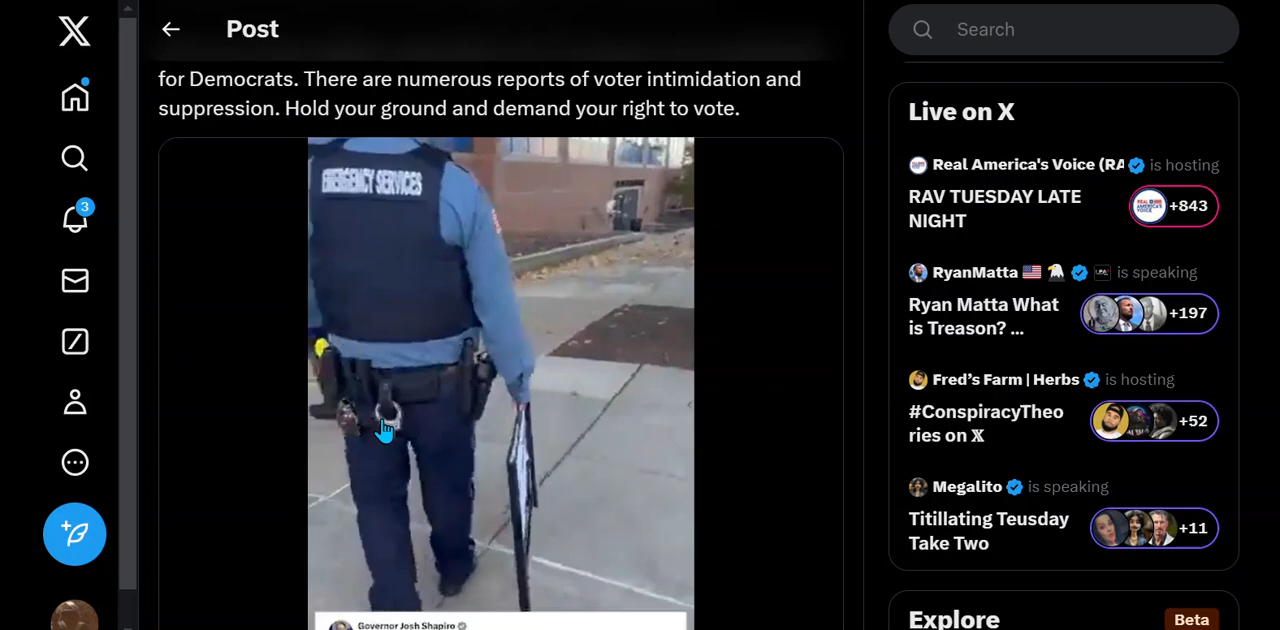 Post
for Democrats. There are numerous reports of voter intimidation and
suppression. Hold your ground and demand your right to vote.
EMERGENCY SERVICES
Governor Josh Shapiro
3
Search
Live on X
Real America's Voice (RA is hosting
RAV TUESDAY LATE
NIGHT
+843
RyanMatta is speaking
Ryan Matta What
is Treason? ...
+197
Fred's Farm | Herbs is hosting
#ConspiracyTheo
ries on 𝕏
+52
Megalito is speaking
Titillating Teusday
Take Two
+11
Explore
Beta